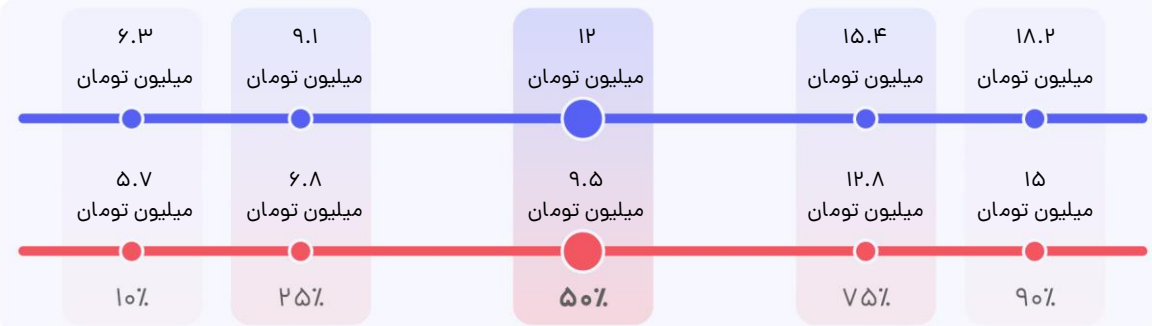 ۶.۳ ۹.۱ ۱۲ ۱۵.۴ ۱۸.۲
میلیون تومان میلیون تومان میلیون تومان میلیون تومان میلیون تومان
۵.۷ ۶.۸ ۹.۵ ۱۲.۸ ۱۵
میلیون تومان میلیون تومان میلیون تومان میلیون تومان میلیون تومان
۱۰٪ ۲۵٪ ۵۰٪ ۷۵٪ ۹۰٪